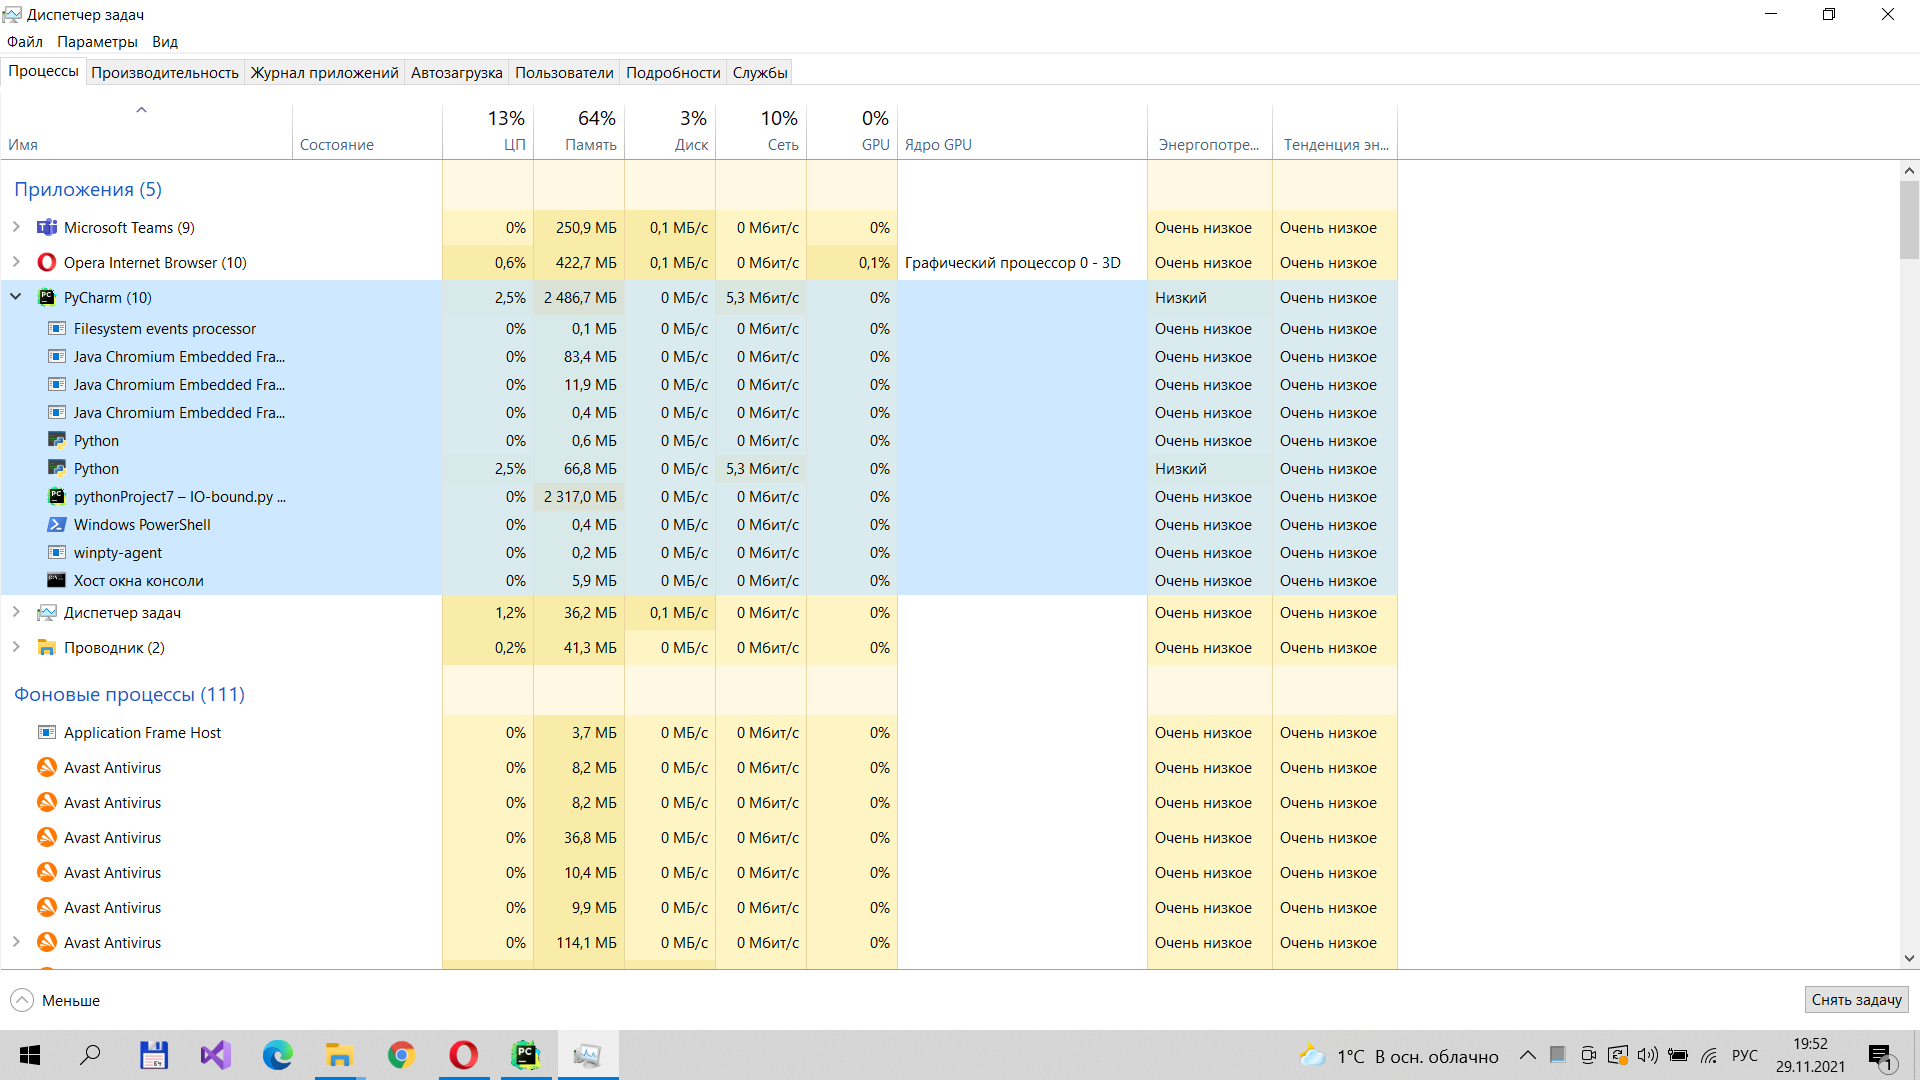 Диспетчер задач
Файл Параметры Вид
Процессы Производительность Журнал приложений Автозагрузка Пользователи Подробности Службы
13% 64% 3% 10% 0%
Имя Состояние ЦП Память Диск Сеть GPU Ядро GPU Энергопотре... Тенденция эн...
Приложения (5)
Microsoft Teams (9) 0% 250,9 МБ 0,1 МБ/с 0 Мбит/с 0% Очень низкое Очень низкое
Opera Internet Browser (10) 0,6% 422,7 МБ 0,1 МБ/с 0 Мбит/с 0,1% Графический процессор 0 - 3D Очень низкое Очень низкое
PyCharm (10) 2,5% 2 486,7 МБ 0 МБ/с 5,3 Мбит/с 0% Низкий Очень низкое
Filesystem events processor 0% 0,1 МБ 0 МБ/с 0 Мбит/с 0% Очень низкое Очень низкое
Java Chromium Embedded Fra... 0% 83,4 МБ 0 МБ/с 0 Мбит/с 0% Очень низкое Очень низкое
Java Chromium Embedded Fra... 0% 11,9 МБ 0 МБ/с 0 Мбит/с 0% Очень низкое Очень низкое
Java Chromium Embedded Fra... 0% 0,4 МБ 0 МБ/с 0 Мбит/с 0% Очень низкое Очень низкое
Python 0% 0,6 МБ 0 МБ/с 0 Мбит/с 0% Очень низкое Очень низкое
Python 2,5% 66,8 МБ 0 МБ/с 5,3 Мбит/с 0% Низкий Очень низкое
pythonProject7 – IO-bound.py ... 0% 2 317,0 МБ 0 МБ/с 0 Мбит/с 0% Очень низкое Очень низкое
Windows PowerShell 0% 0,4 МБ 0 МБ/с 0 Мбит/с 0% Очень низкое Очень низкое
winpty-agent 0% 0,2 МБ 0 МБ/с 0 Мбит/с 0% Очень низкое Очень низкое
Хост окна консоли 0% 5,9 МБ 0 МБ/с 0 Мбит/с 0% Очень низкое Очень низкое
Диспетчер задач 1,2% 36,2 МБ 0,1 МБ/с 0 Мбит/с 0% Очень низкое Очень низкое
Проводник (2) 0,2% 41,3 МБ 0 МБ/с 0 Мбит/с 0% Очень низкое Очень низкое
Фоновые процессы (111)
Application Frame Host 0% 3,7 МБ 0 МБ/с 0 Мбит/с 0% Очень низкое Очень низкое
Avast Antivirus 0% 8,2 МБ 0 МБ/с 0 Мбит/с 0% Очень низкое Очень низкое
Avast Antivirus 0% 8,2 МБ 0 МБ/с 0 Мбит/с 0% Очень низкое Очень низкое
Avast Antivirus 0% 36,8 МБ 0 МБ/с 0 Мбит/с 0% Очень низкое Очень низкое
Avast Antivirus 0% 10,4 МБ 0 МБ/с 0 Мбит/с 0% Очень низкое Очень низкое
Avast Antivirus 0% 9,9 МБ 0 МБ/с 0 Мбит/с 0% Очень низкое Очень низкое
Avast Antivirus 0% 114,1 МБ 0 МБ/с 0 Мбит/с 0% Очень низкое Очень низкое
Меньше Снять задачу
64 PC 1°C В осн. облачно РУС 19:52
29.11.2021 1